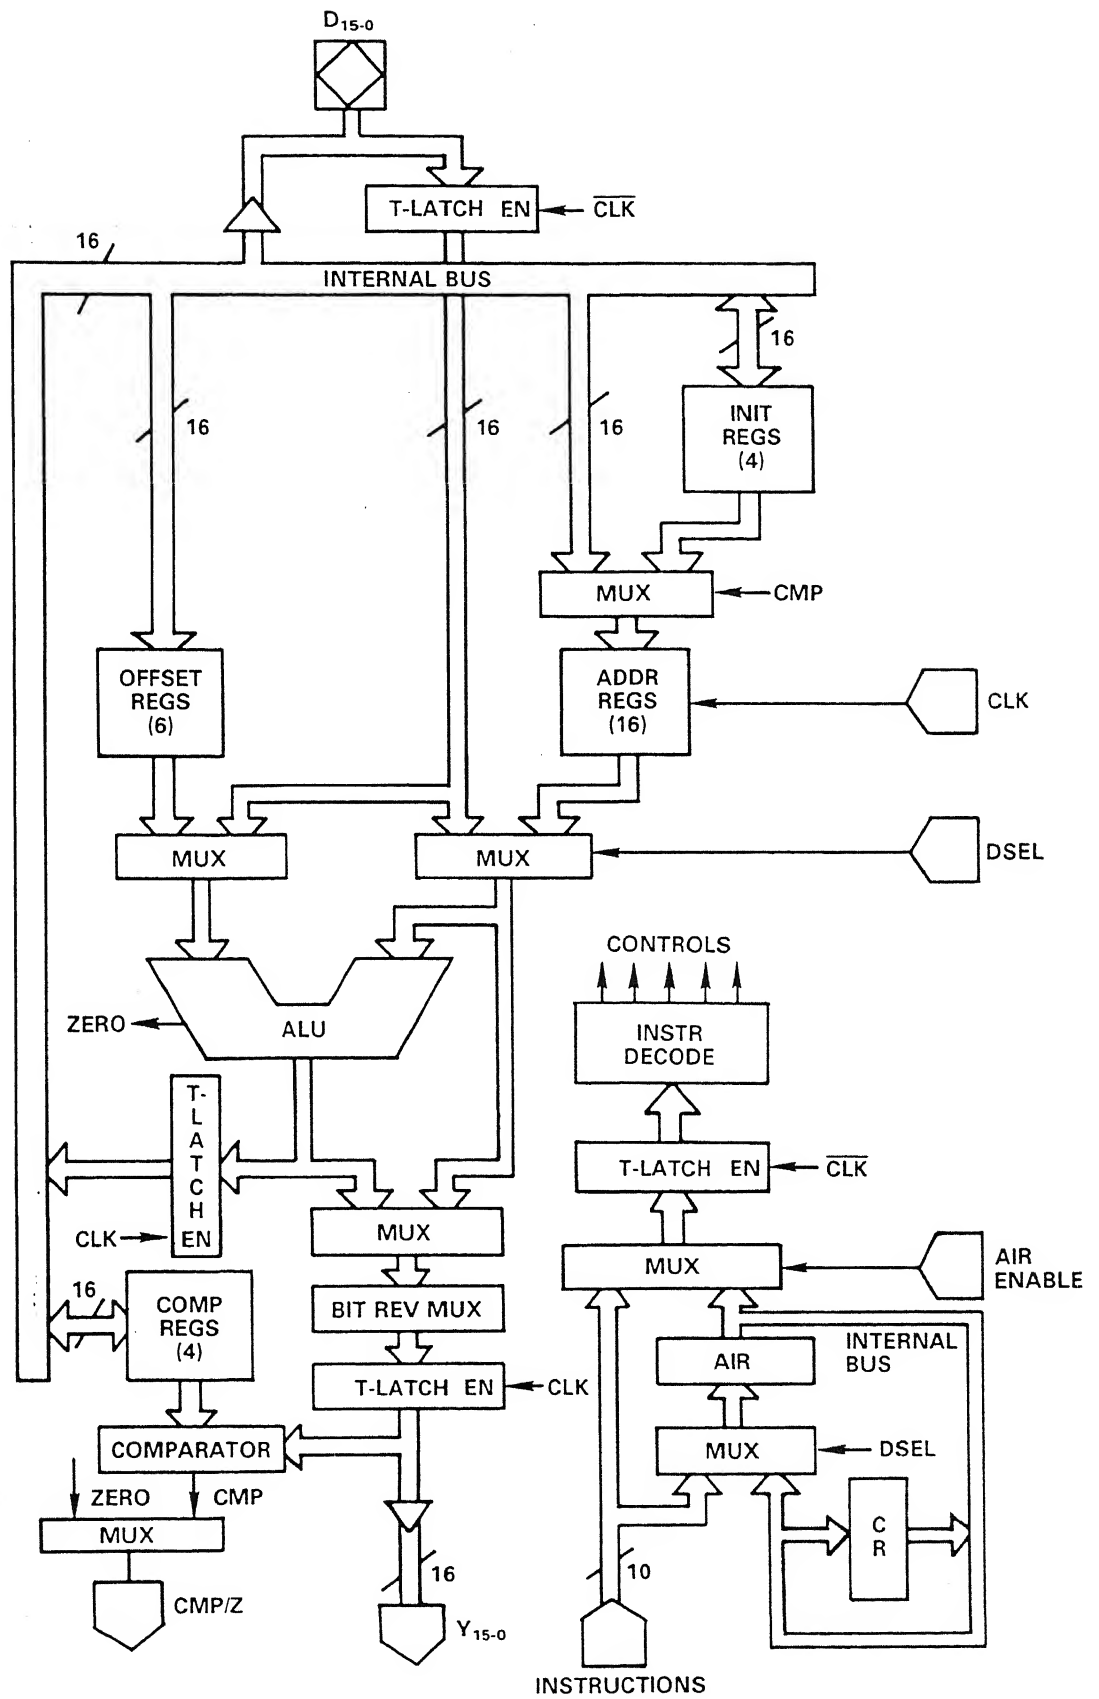 D15-0
T-LATCH EN
CLK
16
INTERNAL BUS
16
16
16
16
INIT
REGS
(4)
MUX
CMP
OFFSET
REGS
(6)
ADDR
REGS
(16)
CLK
MUX
MUX
DSEL
CONTROLS
ZERO
ALU
INSTR
DECODE
T-
L
A
T
C
H
EN
CLK
T-LATCH EN
CLK
MUX
MUX
AIR
ENABLE
16
COMP
REGS
(4)
BIT REV MUX
INTERNAL
BUS
AIR
T-LATCH EN
CLK
COMPARATOR
MUX
DSEL
ZERO
CMP
MUX
C
R
16
10
CMP/Z
Y15-0
INSTRUCTIONS